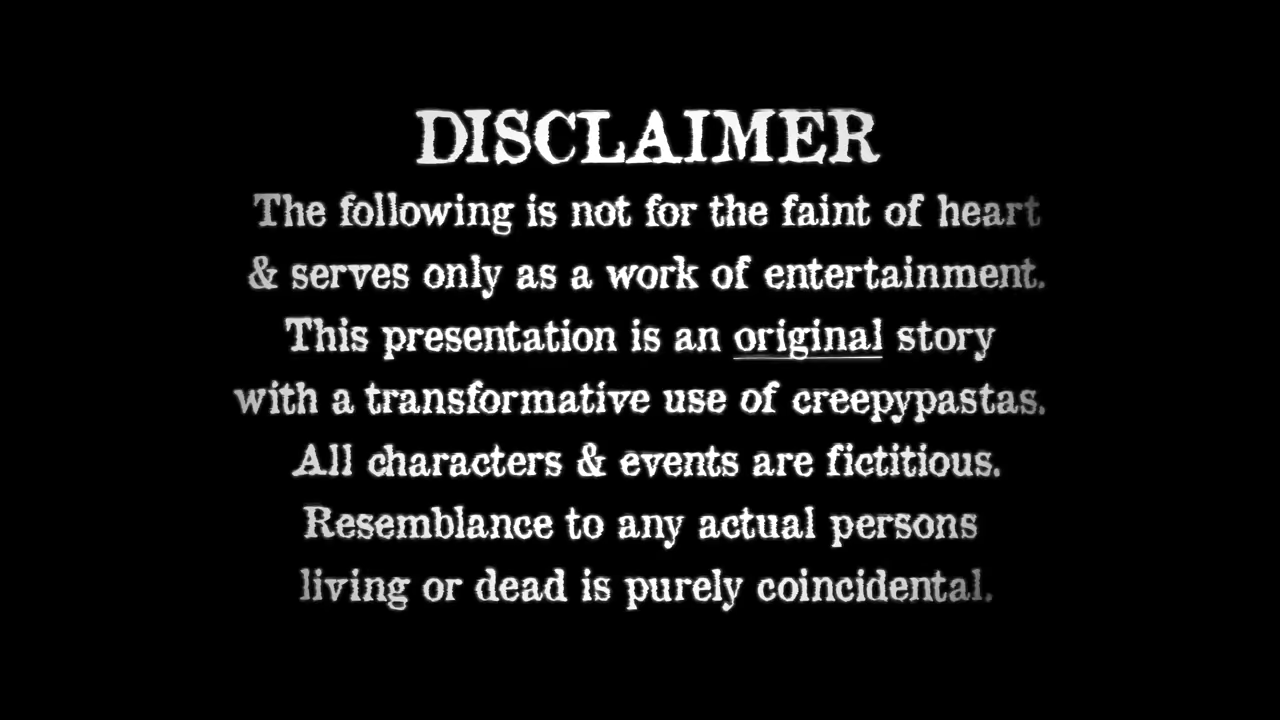 DISCLAIMER
The following is not for the faint of heart
& serves only as a work of entertainment.
This presentation is an original story
with a transformative use of creepypastas.
All characters & events are fictitious.
Resemblance to any actual persons
living or dead is purely coincidental.